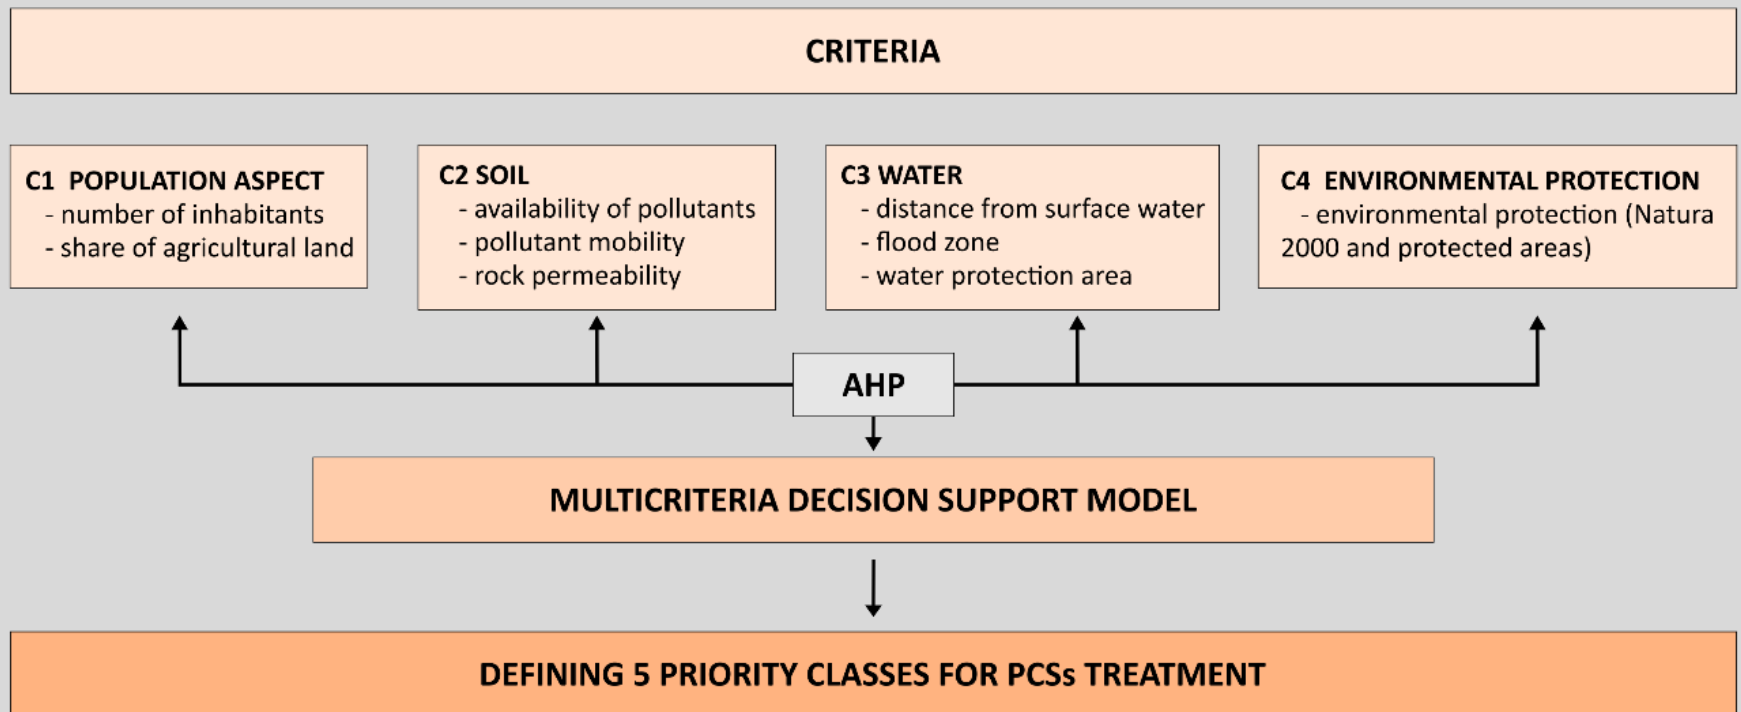 CRITERIA
C1 POPULATION ASPECT
- number of inhabitants
- share of agricultural land
C2 SOIL
- availability of pollutants
- pollutant mobility
- rock permeability
C3 WATER
- distance from surface water
- flood zone
- water protection area
C4 ENVIRONMENTAL PROTECTION
- environmental protection (Natura
2000 and protected areas)
AHP
MULTICRITERIA DECISION SUPPORT MODEL
DEFINING 5 PRIORITY CLASSES FOR PCSs TREATMENT